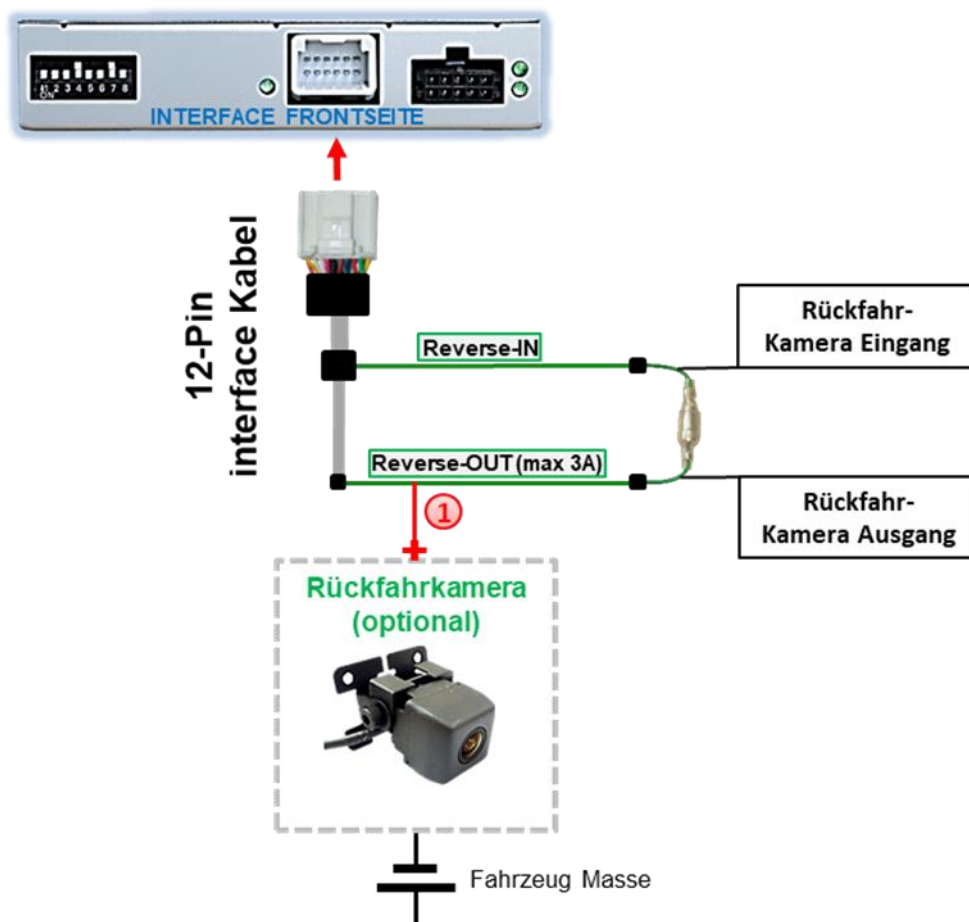 1 2 3 4 5 6 7 8
ON
INTERFACE FRONTSEITE
12-Pin
interface Kabel
Reverse-IN
Rückfahr-
Kamera Eingang
Reverse-OUT(max 3A)
Rückfahr-
Kamera Ausgang
1
Rückfahrkamera
(optional)
Fahrzeug Masse